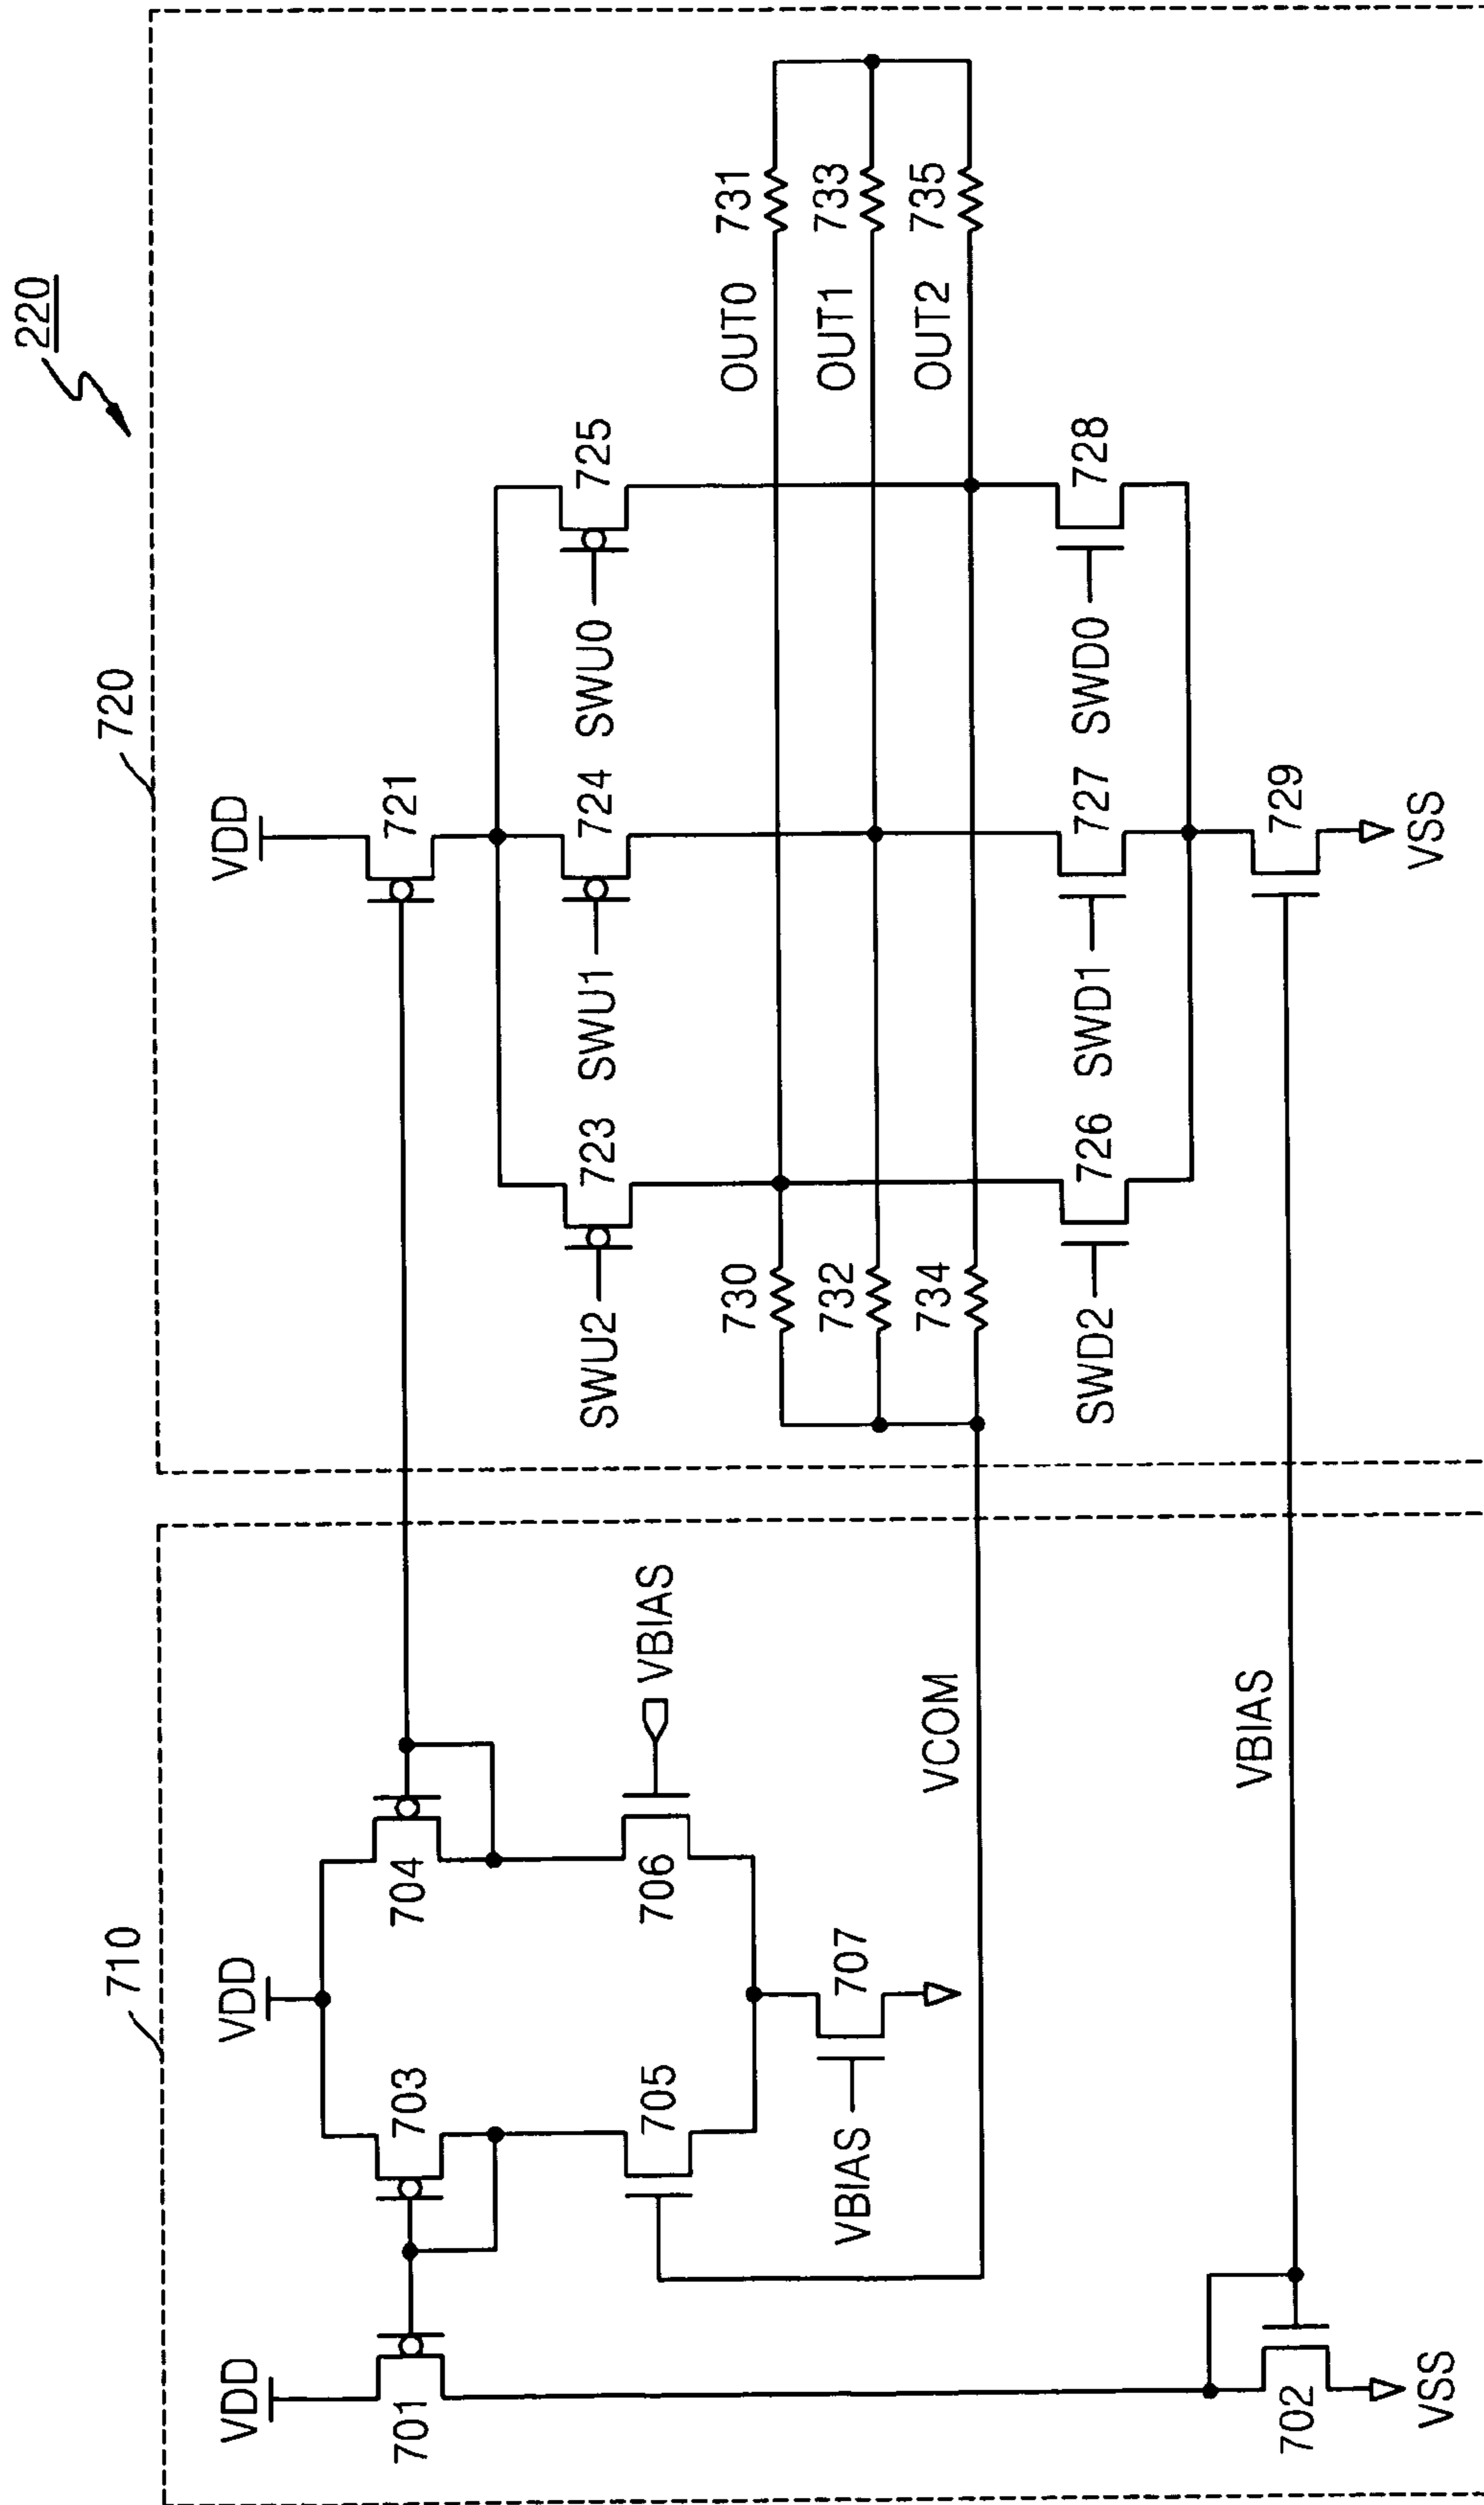 220
720
710
VDD
721
VDD
VDD
703
704
701
723
724
725
SWU2
SWU1
SWU0
705
706
VBIAS
730
OUT0
731
707
VBIAS
732
OUT1
733
VCOM
734
OUT2
735
726
727
728
SWD2
SWD1
SWD0
VBIAS
702
729
VSS
VSS